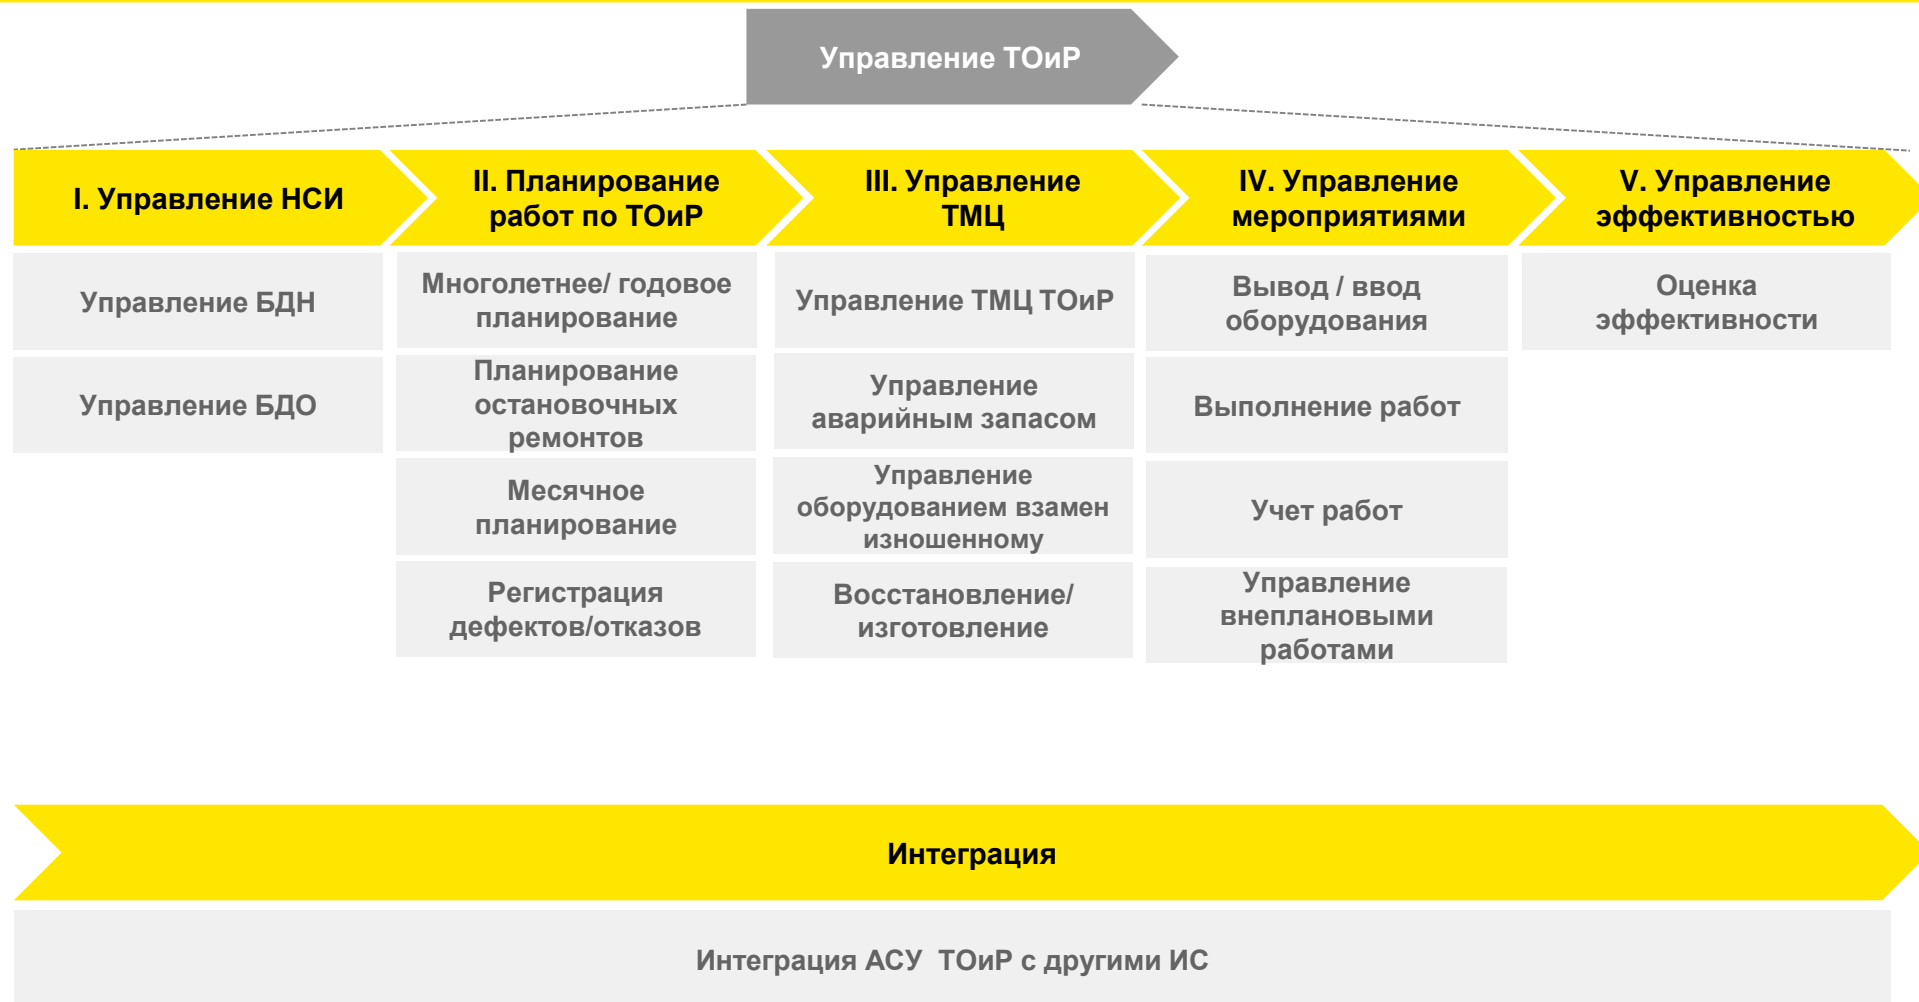 Управление ТОиР
I. Управление НСИ
II. Планирование
работ по ТОиР
III. Управление
ТМЦ
IV. Управление
мероприятиями
V. Управление
эффективностью
Управление БДН
Управление БДО
Многолетнее/ годовое
планирование
Планирование
остановочных
ремонтов
Месячное
планирование
Регистрация
дефектов/отказов
Управление ТМЦ ТОиР
Управление
аварийным запасом
Управление
оборудованием взамен
изношенному
Восстановление/
изготовление
Вывод / ввод
оборудования
Выполнение работ
Учет работ
Управление
внеплановыми
работами
Оценка
эффективности
Интеграция
Интеграция АСУ  ТОиР с другими ИС